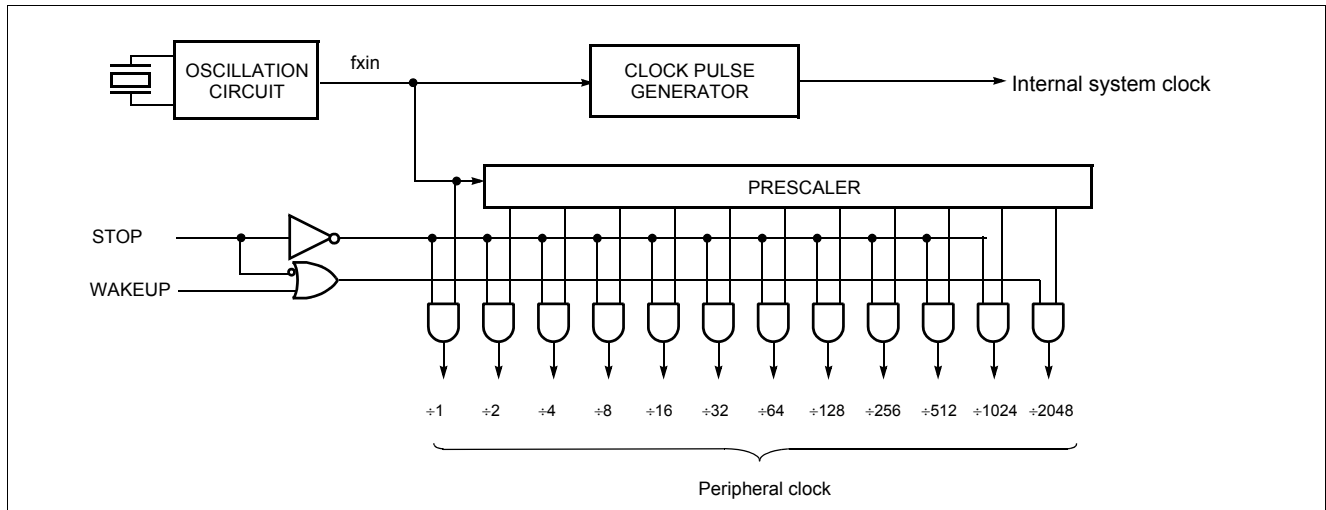 OSCILLATION
CIRCUIT
fxin
CLOCK PULSE
GENERATOR
Internal system clock
PRESCALER
STOP
WAKEUP
÷1 ÷2 ÷4 ÷8 ÷16 ÷32 ÷64 ÷128 ÷256 ÷512 ÷1024 ÷2048
Peripheral clock